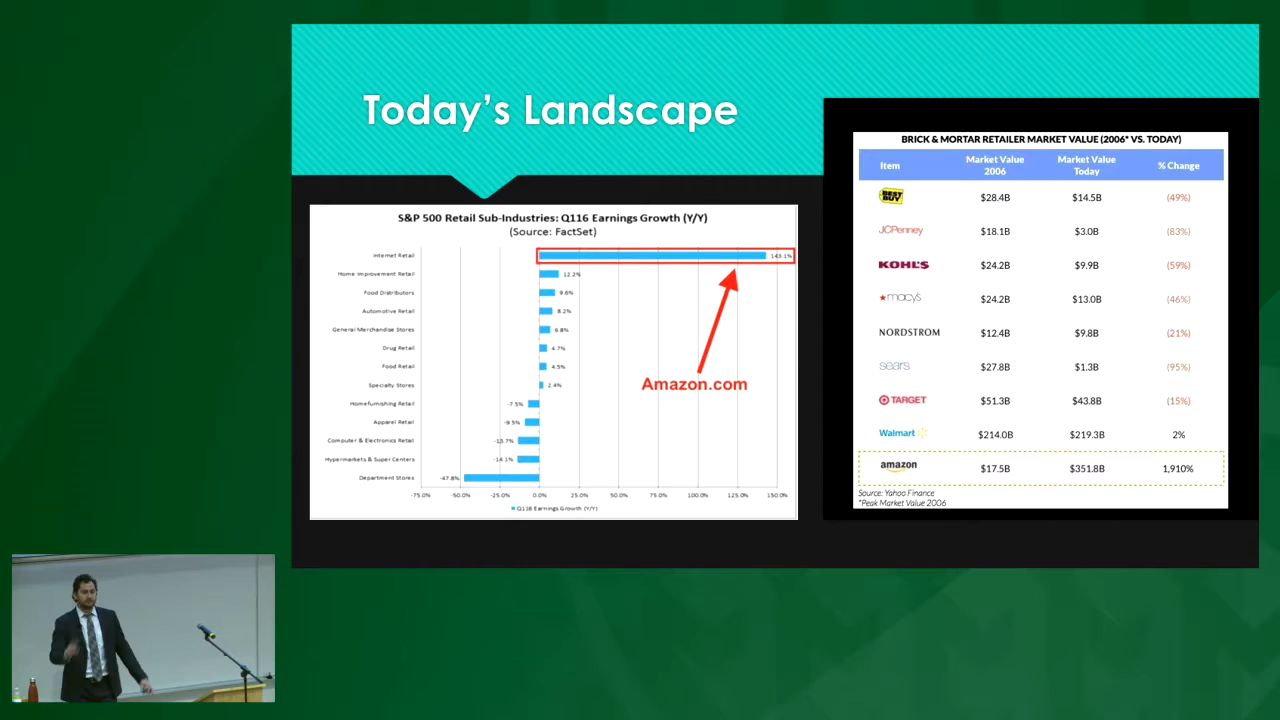 Today's Landscape
S&P 500 Retail Sub-Industries: Q116 Earnings Growth (Y/Y)
(Source: FactSet)
Internet Retail 143.1%
Home Improvement Retail 12.2%
Food Distributors 9.6%
Automotive Retail 8.2%
General Merchandise Stores 6.8%
Drug Retail 4.7%
Food Retail 4.5%
Specialty Stores 2.4%
Homefurnishing Retail -7.5%
Apparel Retail -9.5%
Computer & Electronics Retail -13.7%
Hypermarkets & Super Centers -14.1%
Department Stores -47.8%
Amazon.com
-75.0% -50.0% -25.0% 0.0% 25.0% 50.0% 75.0% 100.0% 125.0% 150.0%
Q116 Earnings Growth (Y/Y)
BRICK & MORTAR RETAILER MARKET VALUE (2006* VS. TODAY)
Item Market Value 2006 Market Value Today % Change
BEST BUY $28.4B $14.5B (49%)
JCPenney $18.1B $3.0B (83%)
KOHL'S $24.2B $9.9B (59%)
macy's $24.2B $13.0B (46%)
NORDSTROM $12.4B $9.8B (21%)
sears $27.8B $1.3B (95%)
TARGET $51.3B $43.8B (15%)
Walmart $214.0B $219.3B 2%
amazon $17.5B $351.8B 1,910%
Source: Yahoo Finance
*Peak Market Value 2006